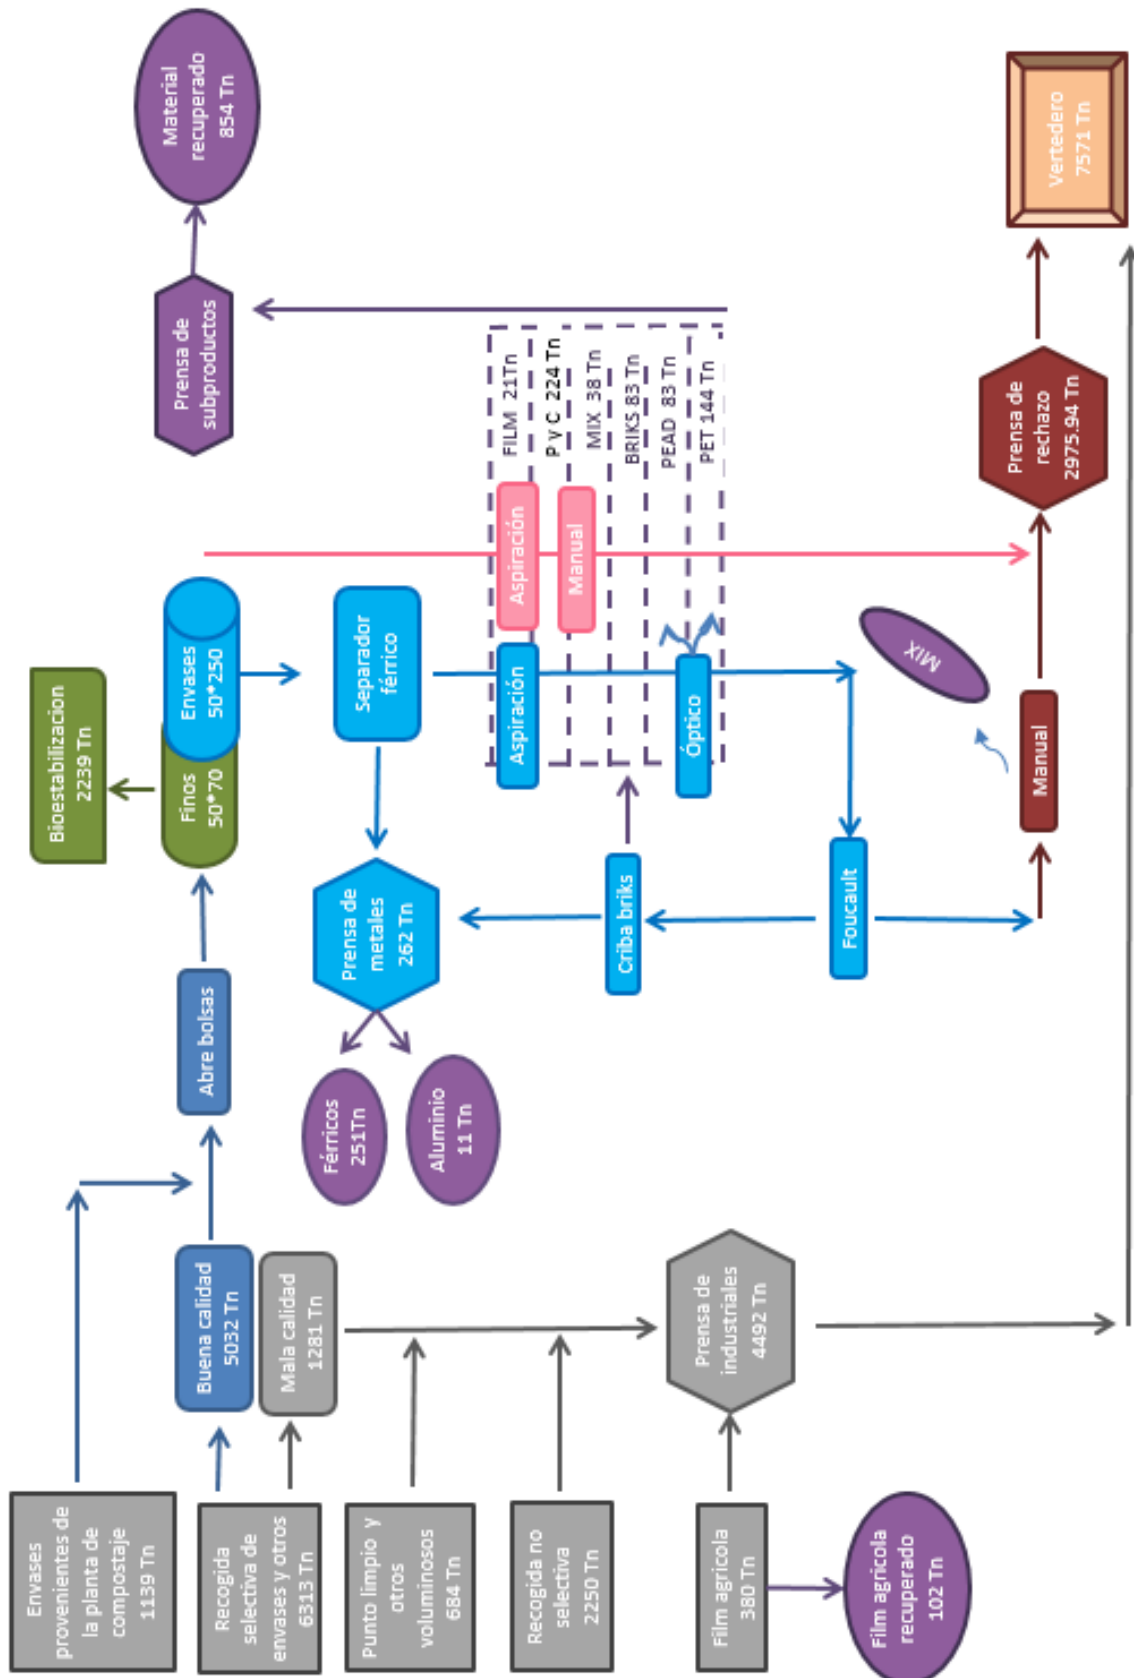 Envases
provenientes de
la planta de
compostaje
1139 Tn
Recogida
selectiva de
envases y otros
6313 Tn
Punto limpio y
otros
voluminosos
684 Tn
Recogida no
selectiva
2250 Tn
Film agricola
380 Tn
Film agricola
recuperado
102 Tn
Buena calidad
5032 Tn
Mala calidad
1281 Tn
Prensa de
industriales
4492 Tn
Abre bolsas
Férricos
251Tn
Aluminio
11 Tn
Prensa de
metales
262 Tn
Bioestabilizacion
2239 Tn
Finos
50*70
Envases
50*250
Separador
férrico
Criba briks
Foucault
Aspiración
Óptico
Aspiración
Manual
Manual
MIX
FILM 21Tn
P y C 224 Tn
MIX 38 Tn
BRIKS 83 Tn
PEAD 83 Tn
PET 144 Tn
Prensa de
subproductos
Material
recuperado
854 Tn
Prensa de
rechazo
2975.94 Tn
Vertedero
7571 Tn